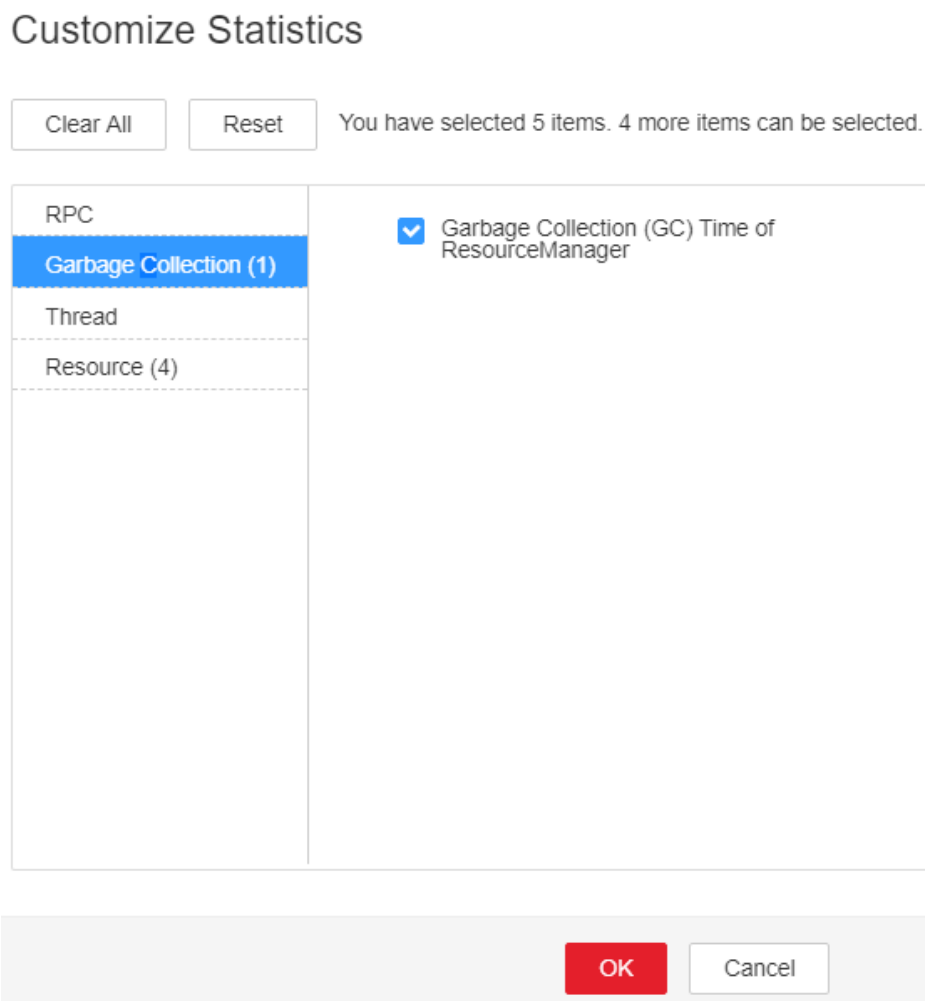 Customize Statistics
Clear All
Reset
You have selected 5 items. 4 more items can be selected.
RPC
Garbage Collection (1)
Thread
Resource (4)
Garbage Collection (GC) Time of
ResourceManager
OK
Cancel